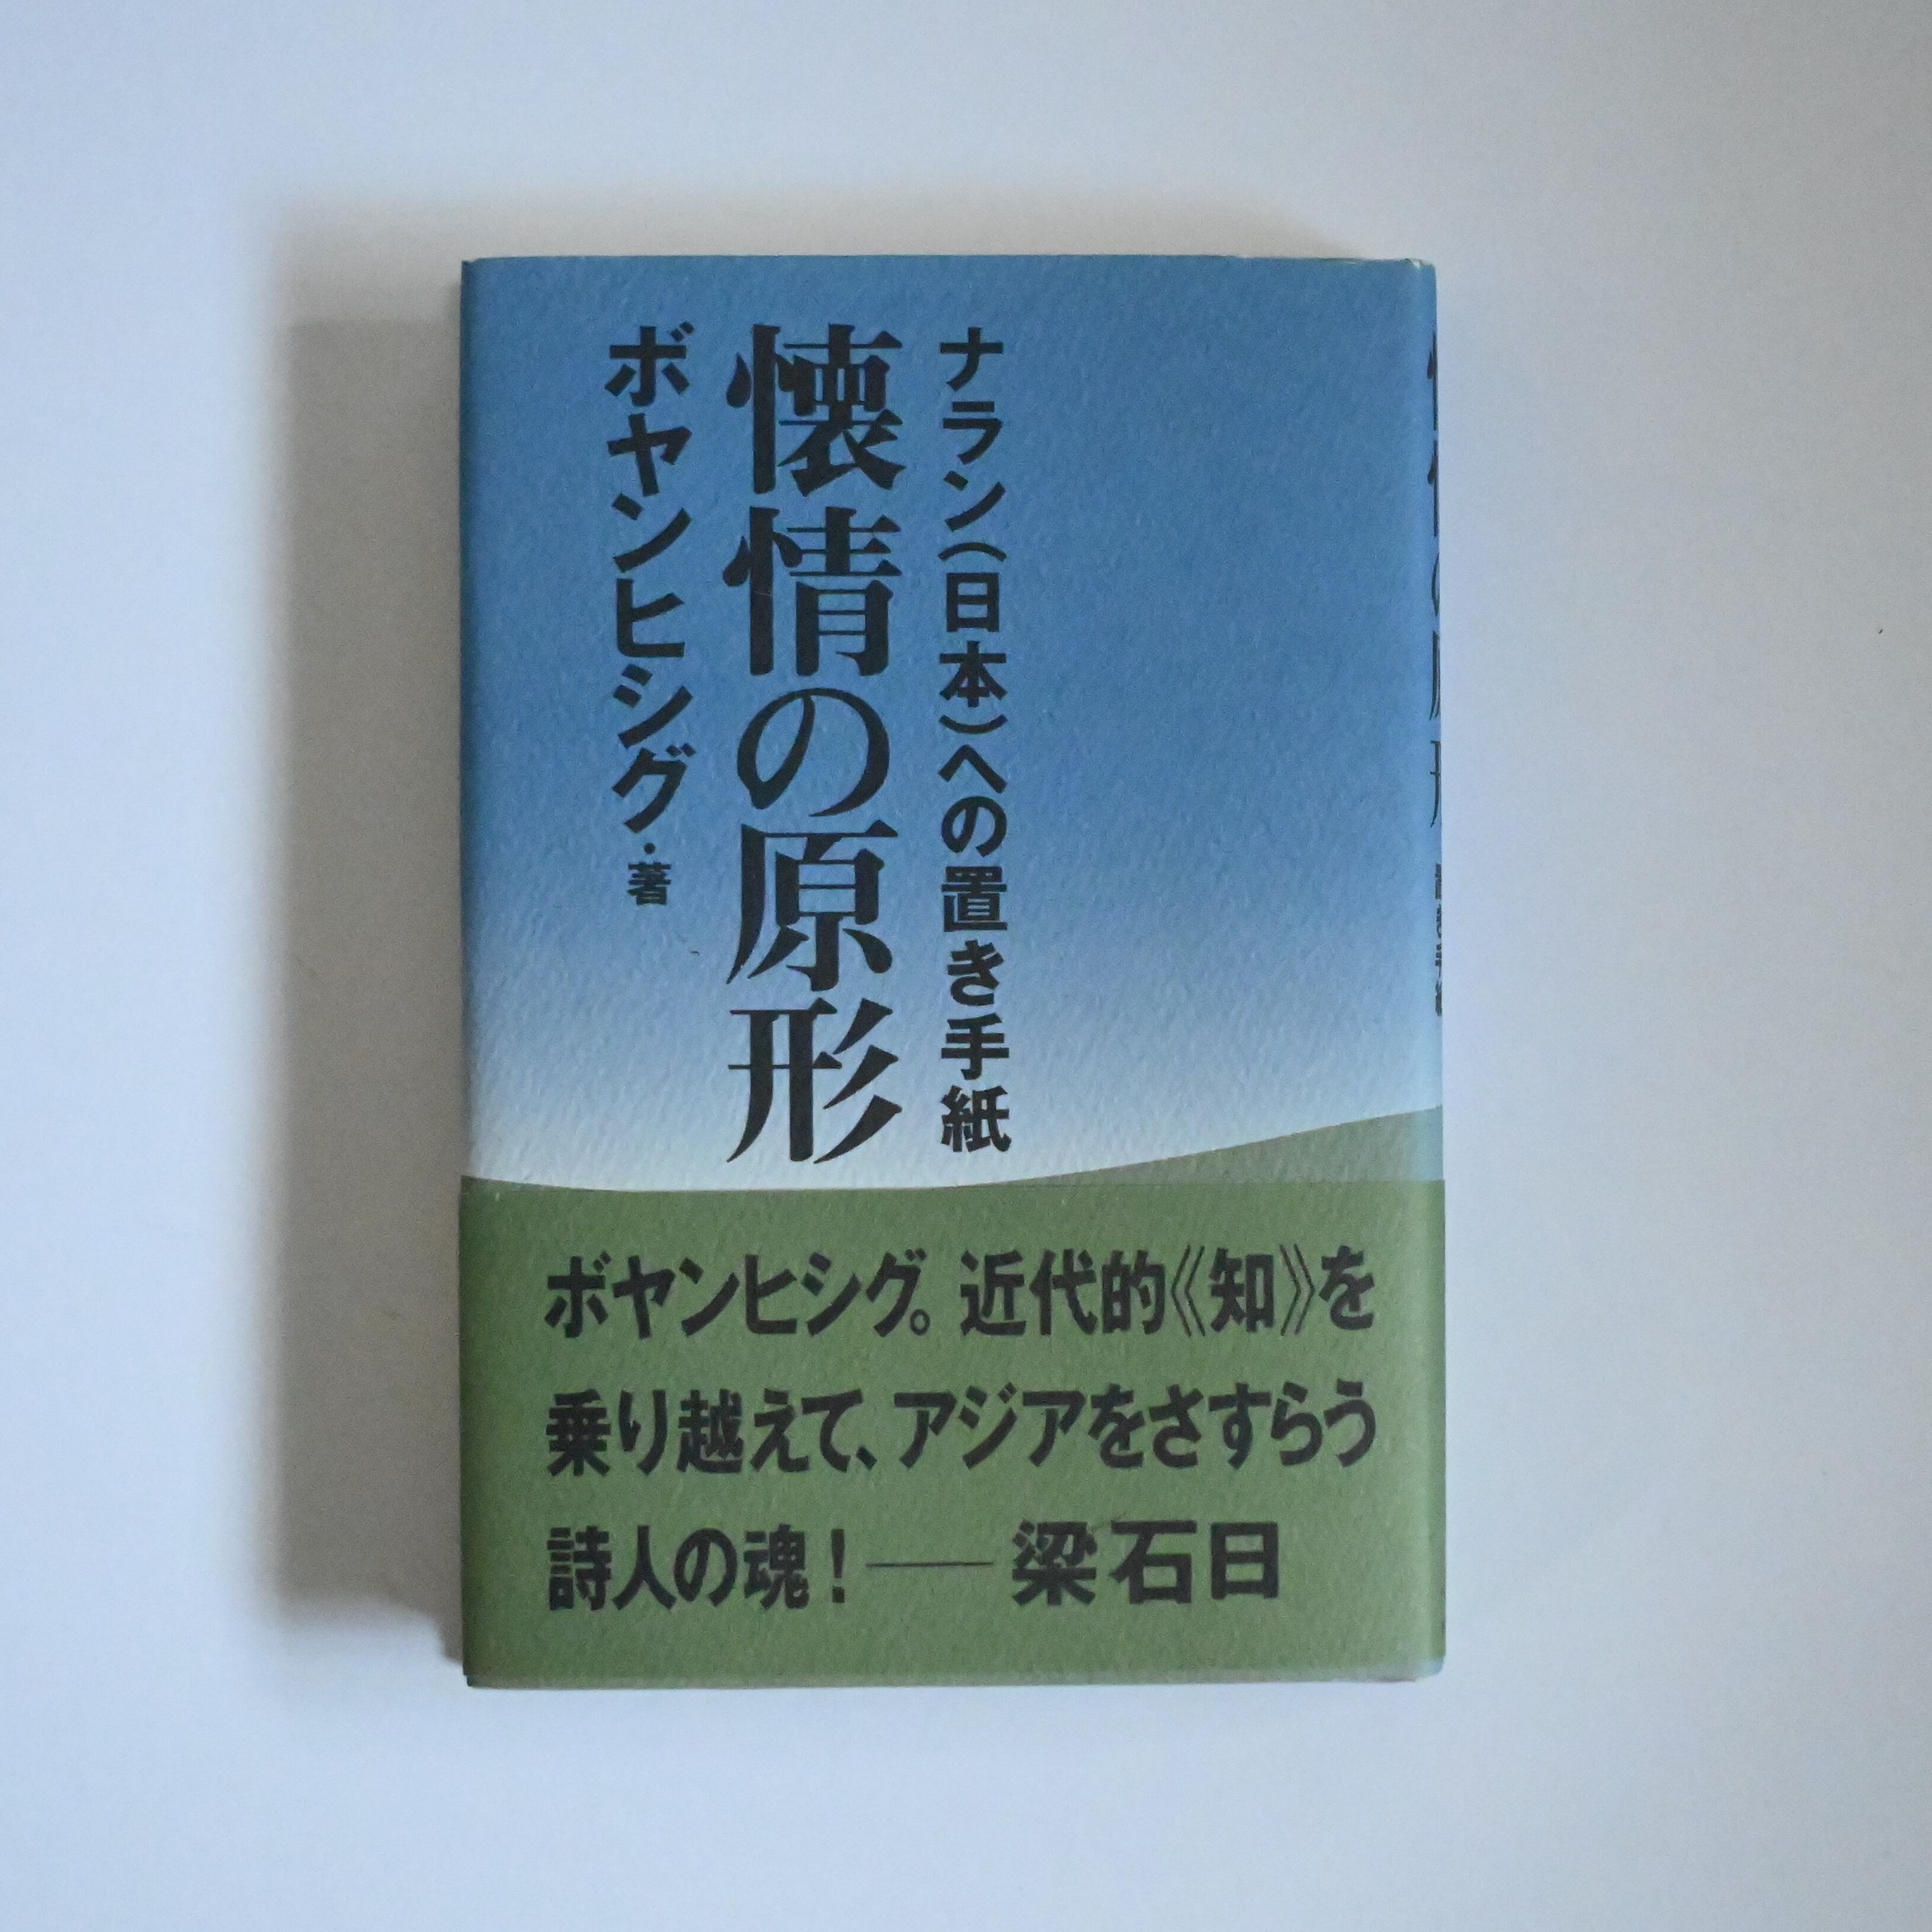 ナラン(日本)への置き手紙
懐情の原形
ボヤンヒシグ・著
ボヤンヒシグ。近代的《知》を
乗り越えて、アジアをさすらう
詩人の魂!——梁石日